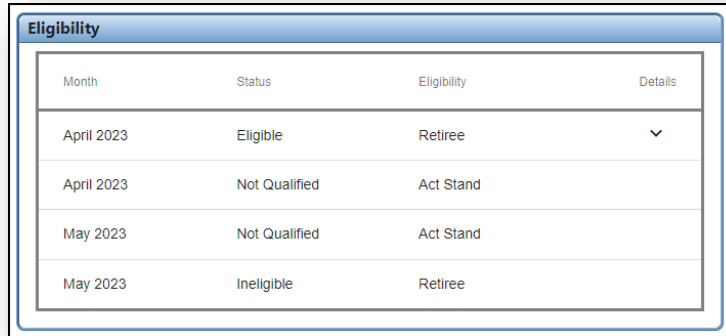 Eligibility
Month Status Eligibility Details
April 2023 Eligible Retiree
April 2023 Not Qualified Act Stand
May 2023 Not Qualified Act Stand
May 2023 Ineligible Retiree